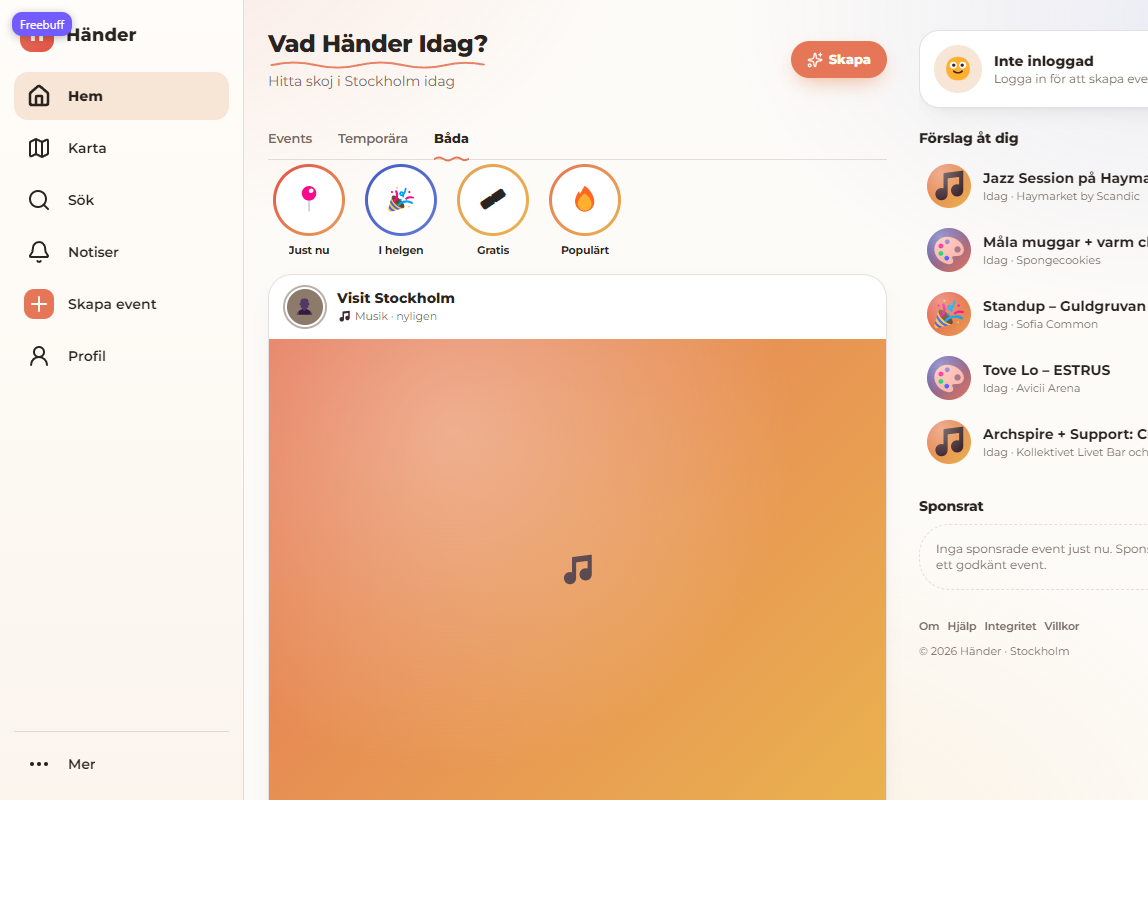 Freebuff
Händer
Hem
Karta
Sök
Notiser
Skapa event
Profil
Mer
Vad Händer Idag?
Hitta skoj i Stockholm idag
Skapa
Events Temporära Båda
Just nu I helgen Gratis Populärt
Visit Stockholm
Musik · nyligen
Inte inloggad
Logga in för att skapa eve
Förslag åt dig
Jazz Session på Hayma
Idag · Haymarket by Scandic
Måla muggar + varm c
Idag · Spongecookies
Standup – Guldgruvan
Idag · Sofia Common
Tove Lo – ESTRUS
Idag · Avicii Arena
Archspire + Support: C
Idag · Kollektivet Livet Bar och
Sponsrat
Inga sponsrade event just nu. Spons
ett godkänt event.
Om Hjälp Integritet Villkor
© 2026 Händer · Stockholm